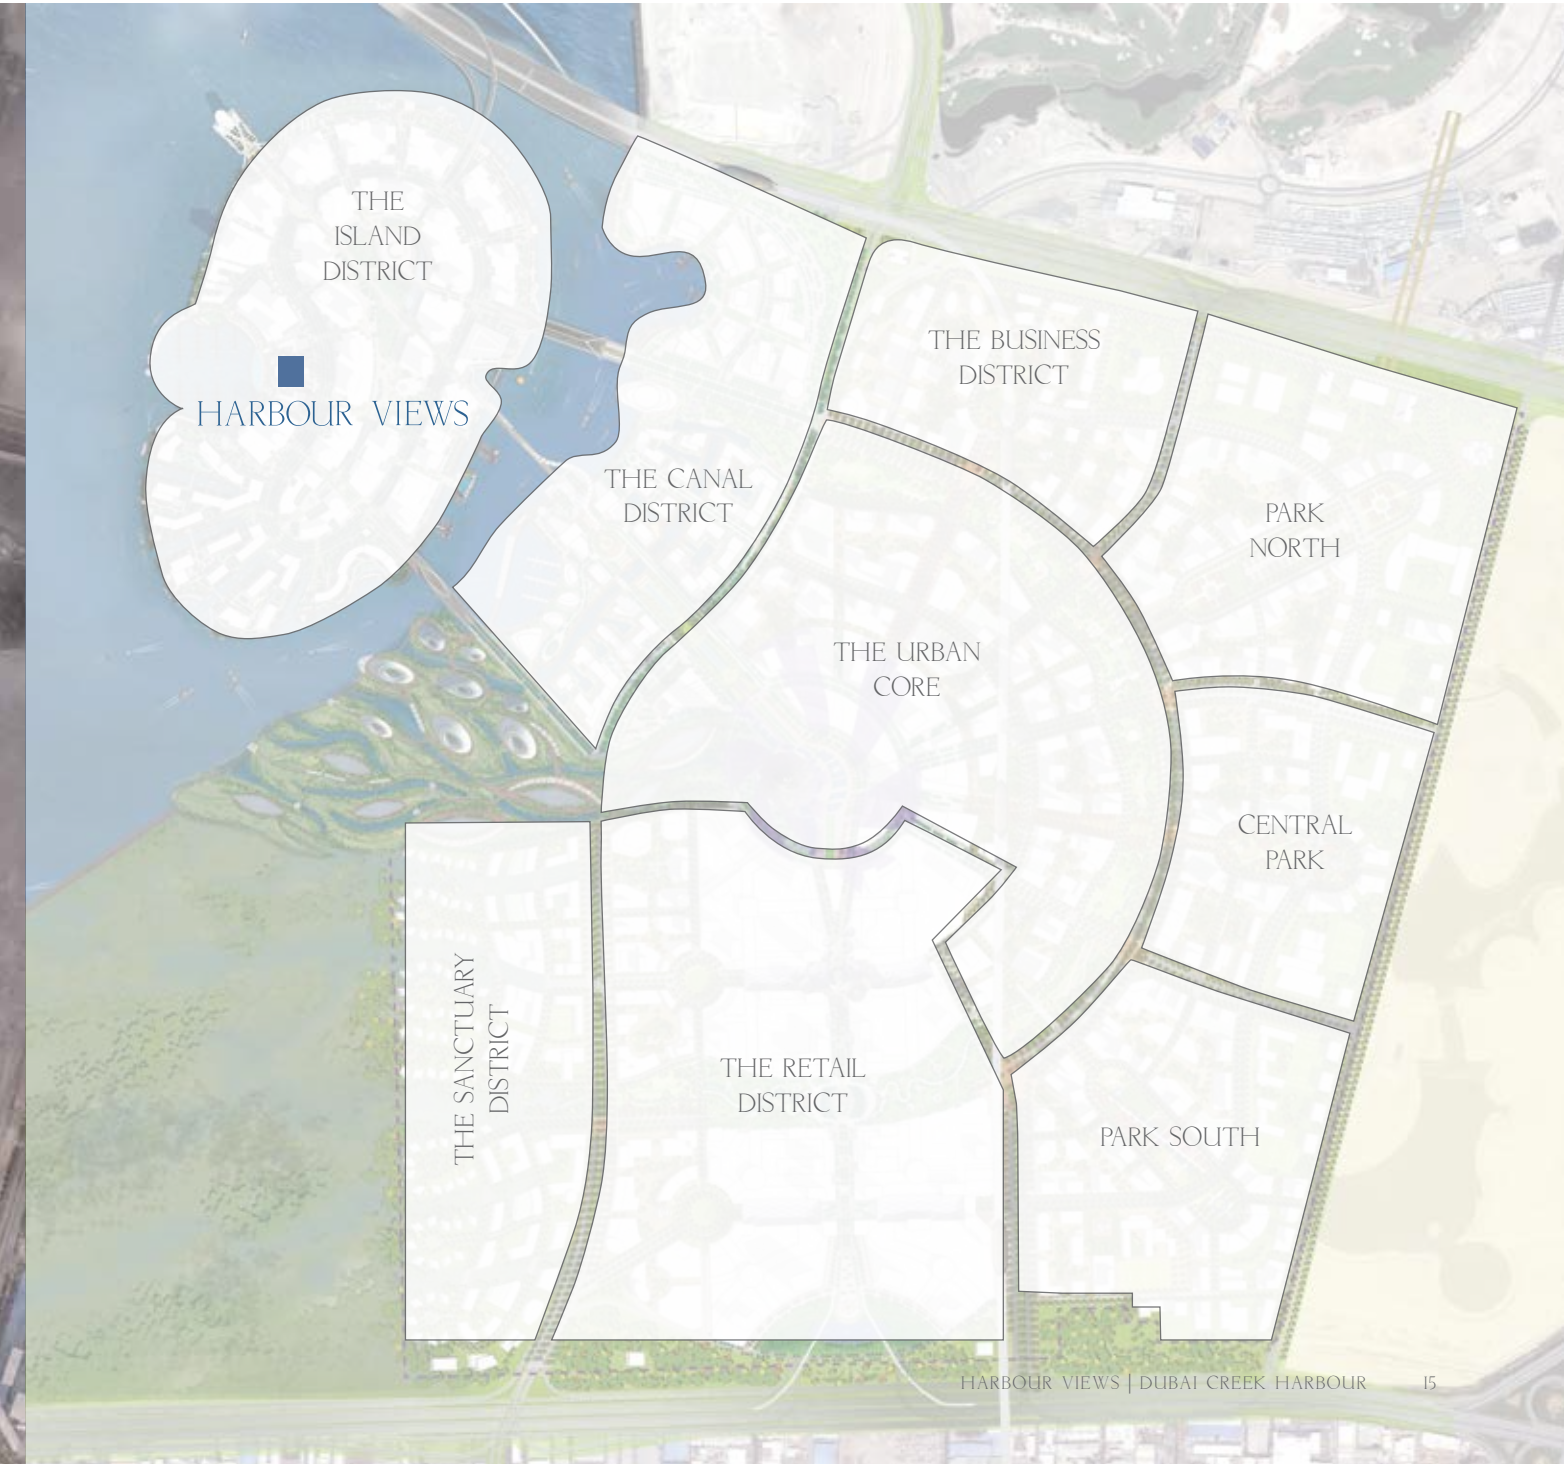 THE
ISLAND
DISTRICT
HARBOUR VIEWS
THE BUSINESS
DISTRICT
THE CANAL
DISTRICT
PARK
NORTH
THE URBAN
CORE
CENTRAL
PARK
THE SANCTUARY
DISTRICT
THE RETAIL
DISTRICT
PARK SOUTH
HARBOUR VIEWS | DUBAI CREEK HARBOUR 15